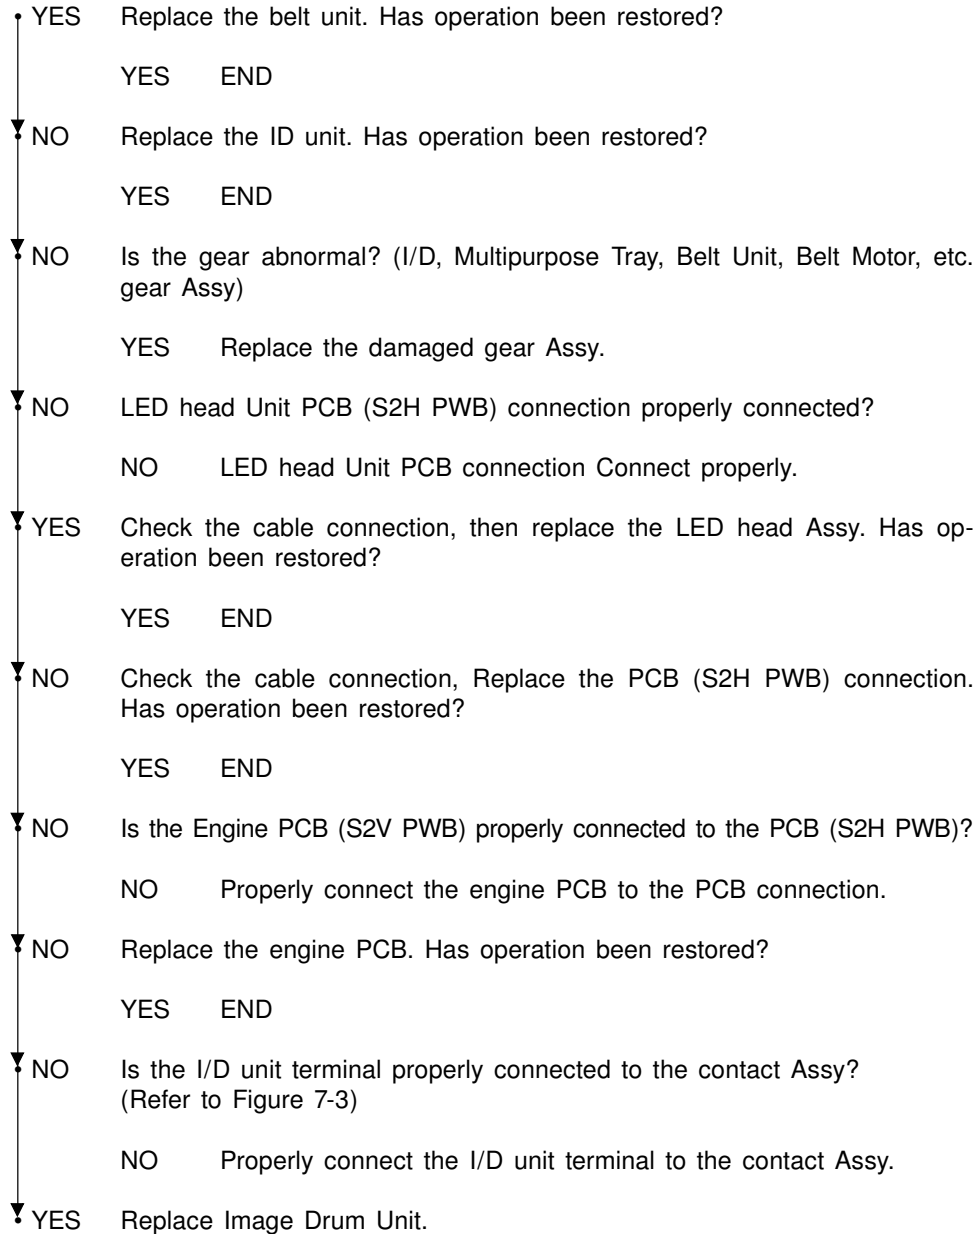 YES Replace the belt unit. Has operation been restored?
YES END
NO Replace the ID unit. Has operation been restored?
YES END
NO Is the gear abnormal? (I/D, Multipurpose Tray, Belt Unit, Belt Motor, etc.
gear Assy)
YES Replace the damaged gear Assy.
NO LED head Unit PCB (S2H PWB) connection properly connected?
NO LED head Unit PCB connection Connect properly.
YES Check the cable connection, then replace the LED head Assy. Has op-
eration been restored?
YES END
NO Check the cable connection, Replace the PCB (S2H PWB) connection.
Has operation been restored?
YES END
NO Is the Engine PCB (S2V PWB) properly connected to the PCB (S2H PWB)?
NO Properly connect the engine PCB to the PCB connection.
NO Replace the engine PCB. Has operation been restored?
YES END
NO Is the I/D unit terminal properly connected to the contact Assy?
(Refer to Figure 7-3)
NO Properly connect the I/D unit terminal to the contact Assy.
YES Replace Image Drum Unit.